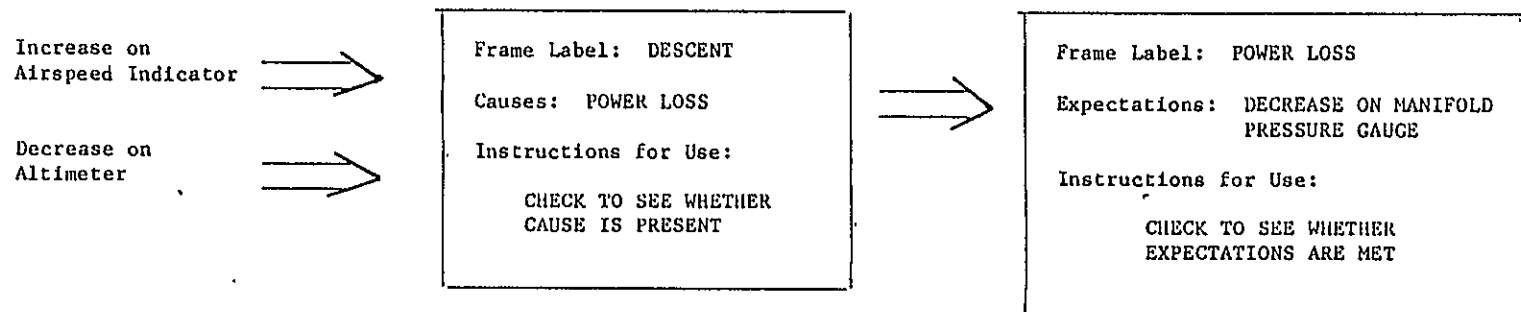 Increase on
Airspeed Indicator
Decrease on
Altimeter
Frame Label: DESCENT
Causes: POWER LOSS
Instructions for Use:
CHECK TO SEE WHETHER
CAUSE IS PRESENT
Frame Label: POWER LOSS
Expectations: DECREASE ON MANIFOLD
PRESSURE GAUGE
Instructions for Use:
CHECK TO SEE WHETHER
EXPECTATIONS ARE MET